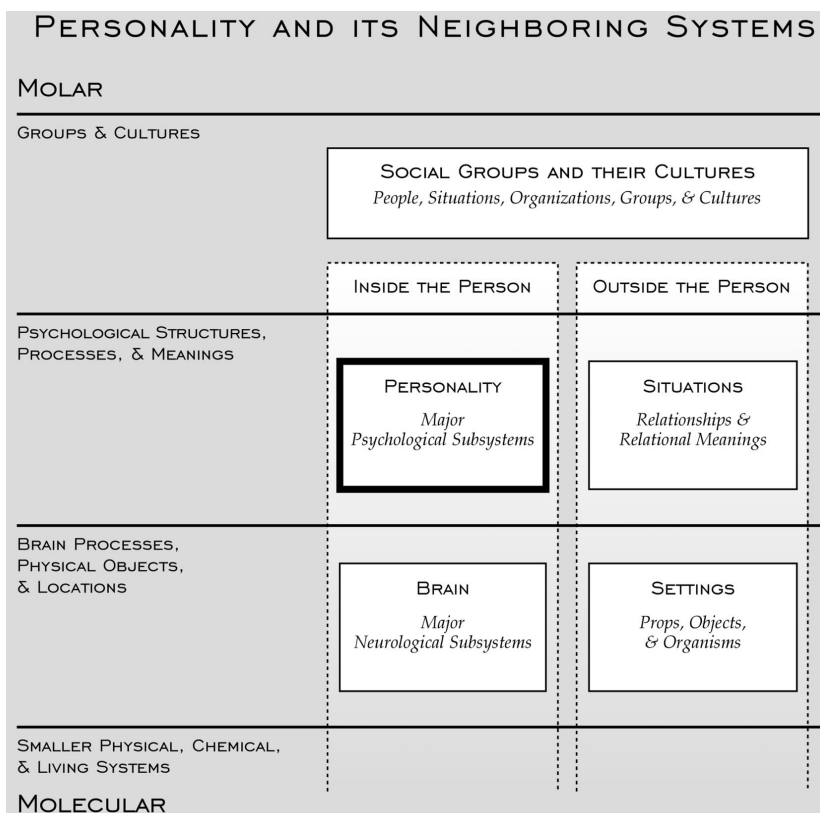 Personality and its Neighboring Systems
Molar
Groups & Cultures
Social Groups and their Cultures
People, Situations, Organizations, Groups, & Cultures
Inside the Person
Outside the Person
Psychological Structures,
Processes, & Meanings
Personality
Major
Psychological Subsystems
Situations
Relationships &
Relational Meanings
Brain Processes,
Physical Objects,
& Locations
Brain
Major
Neurological Subsystems
Settings
Props, Objects,
& Organisms
Smaller Physical, Chemical,
& Living Systems
Molecular